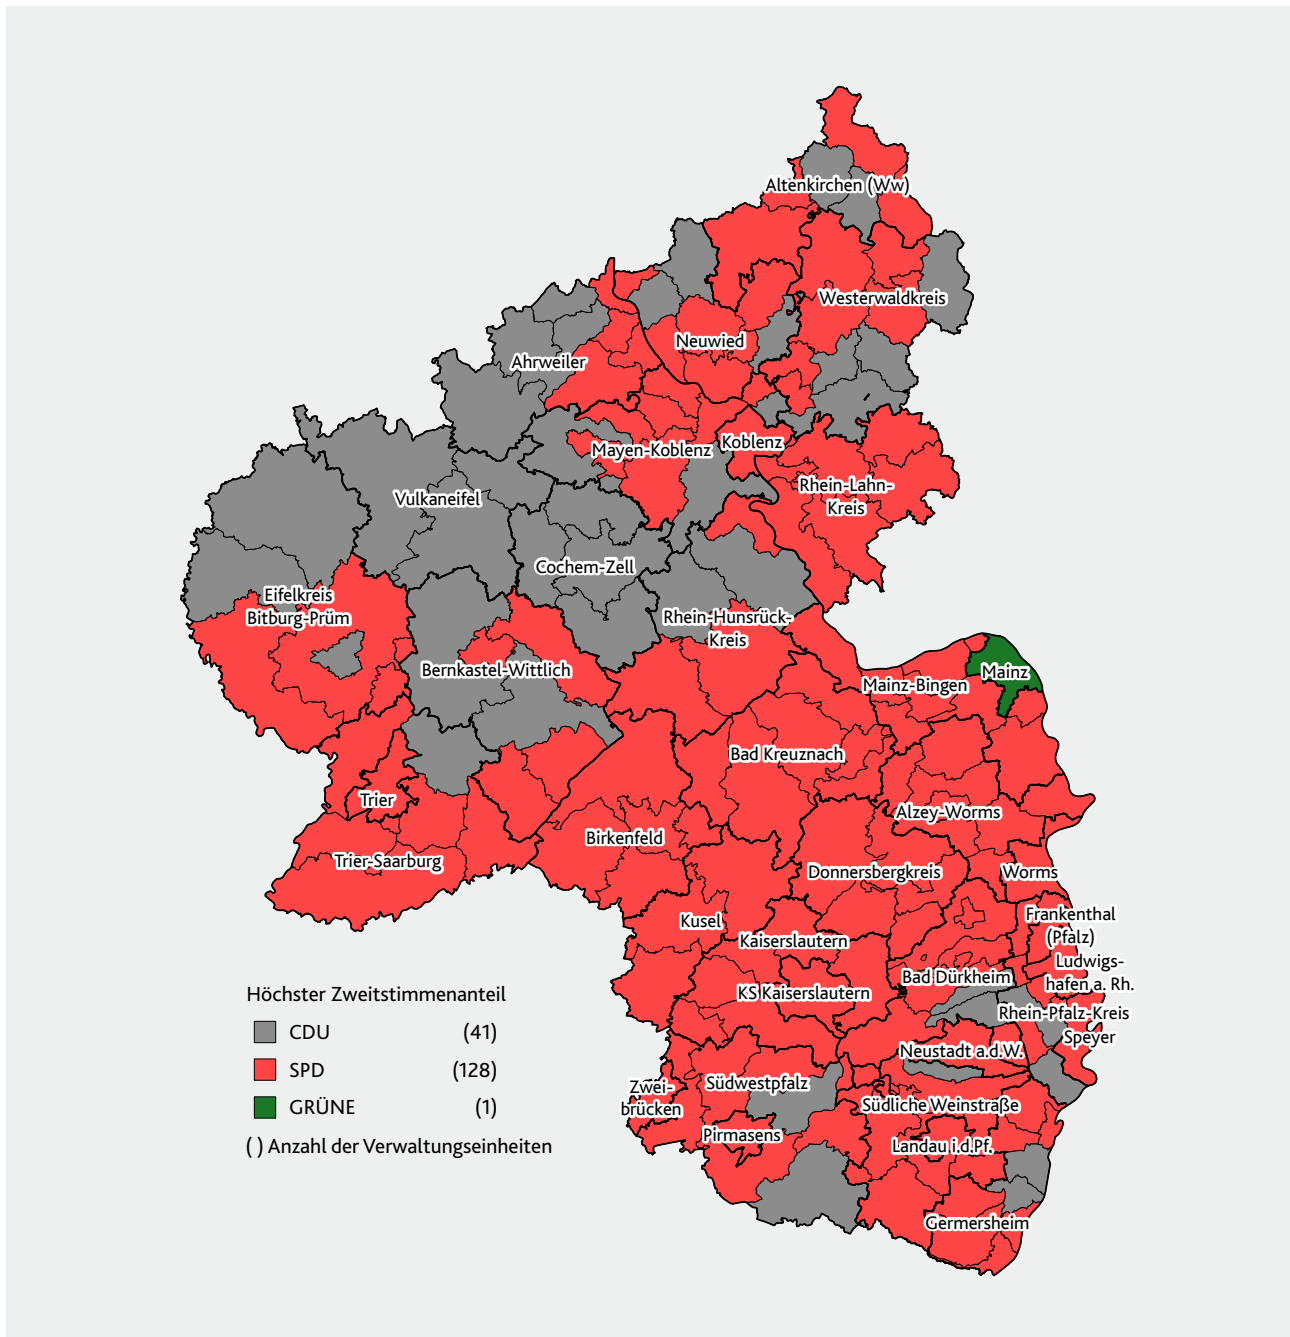 Altenkirchen (Ww)
Westerwaldkreis
Neuwied
Ahrweiler
Mayen-Koblenz
Koblenz
Vulkaneifel
Rhein-Lahn-
Kreis
Cochem-Zell
Eifelkreis
Bitburg-Prüm
Rhein-Hunsrück-
Kreis
Bernkastel-Wittlich
Mainz
Mainz-Bingen
Bad Kreuznach
Trier
Alzey-Worms
Birkenfeld
Trier-Saarburg
Donnersbergkreis
Worms
Kusel
Frankenthal
(Pfalz)
Kaiserslautern
Ludwigs-
hafen a. Rh.
Bad Dürkheim
KS Kaiserslautern
Rhein-Pfalz-Kreis
Speyer
Neustadt a.d.W.
Südwestpfalz
Zwei-
brücken
Südliche Weinstraße
Pirmasens
Landau i.d.Pf.
Germersheim
Höchster Zweitstimmenanteil
CDU (41)
SPD (128)
GRÜNE (1)
( ) Anzahl der Verwaltungseinheiten